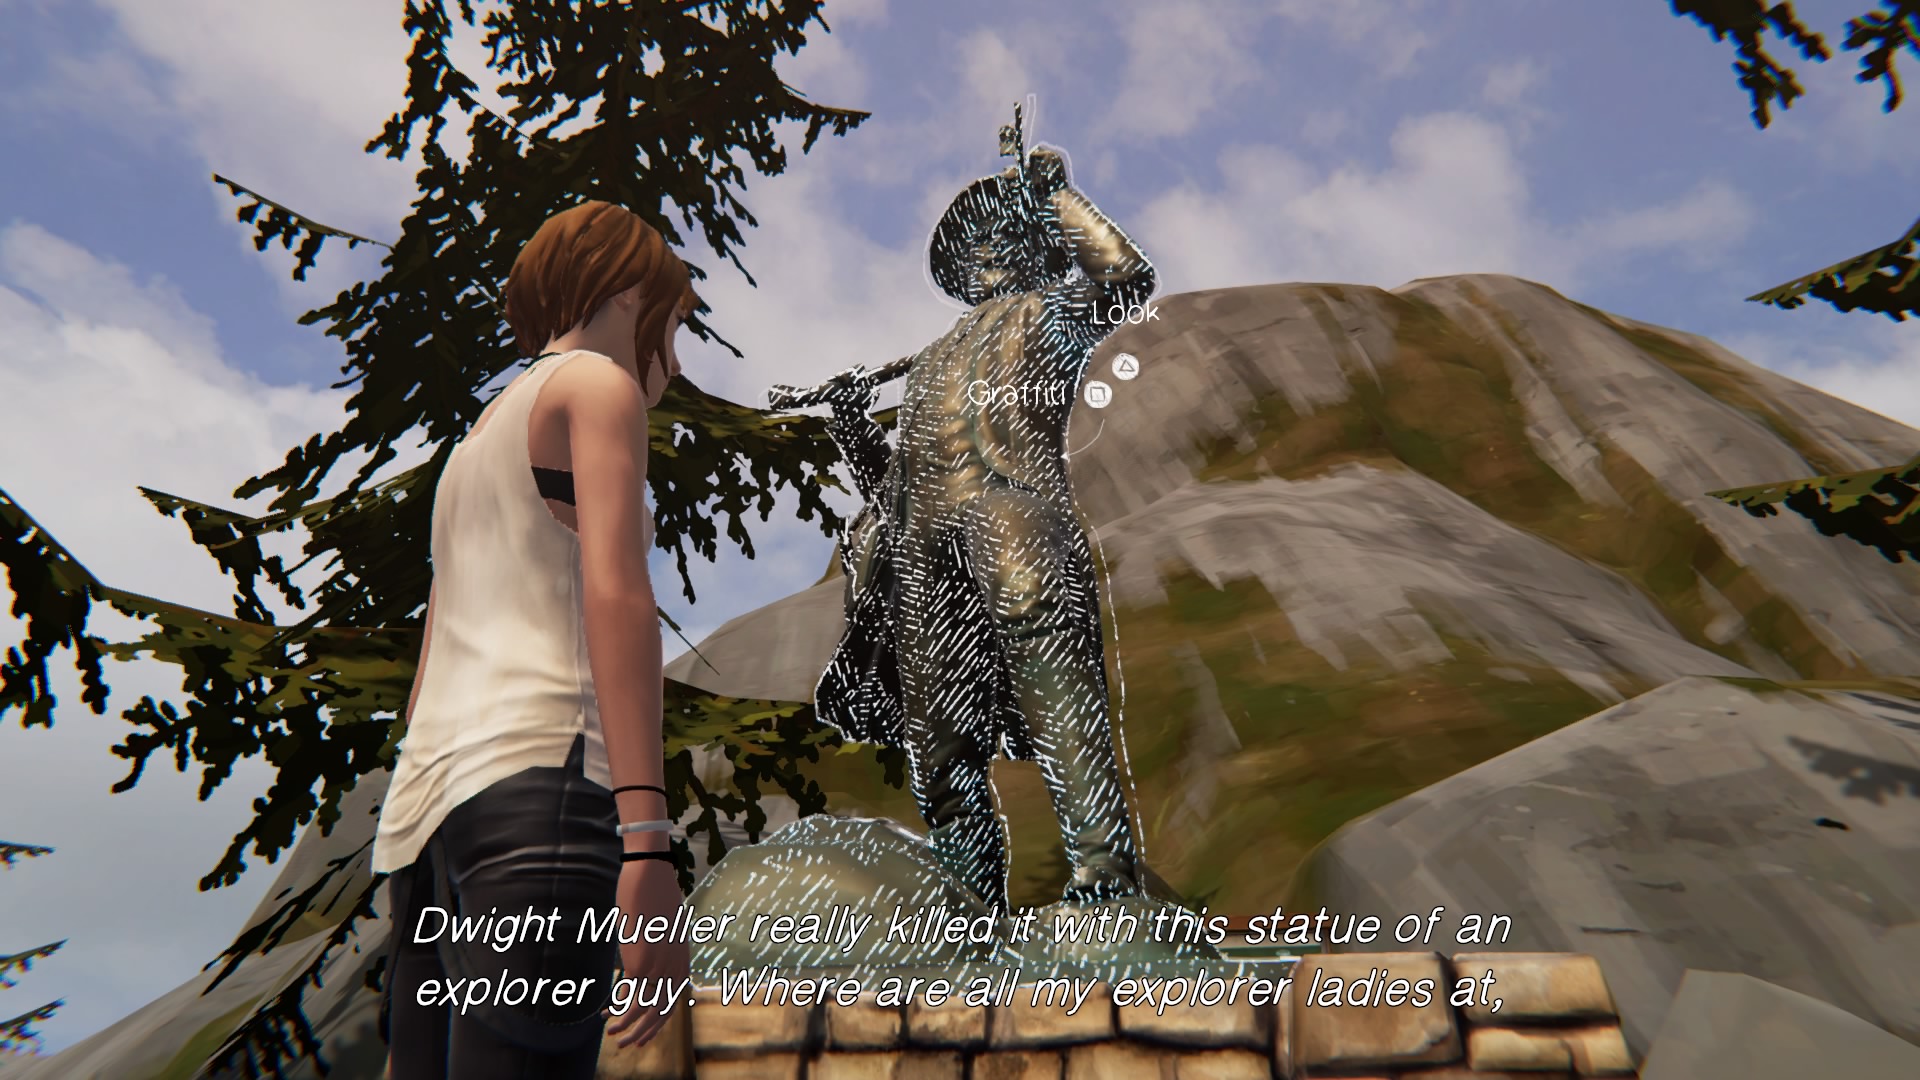 Look
Graffiti
Dwight Mueller really killed it with this statue of an
explorer guy. Where are all my explorer ladies at,